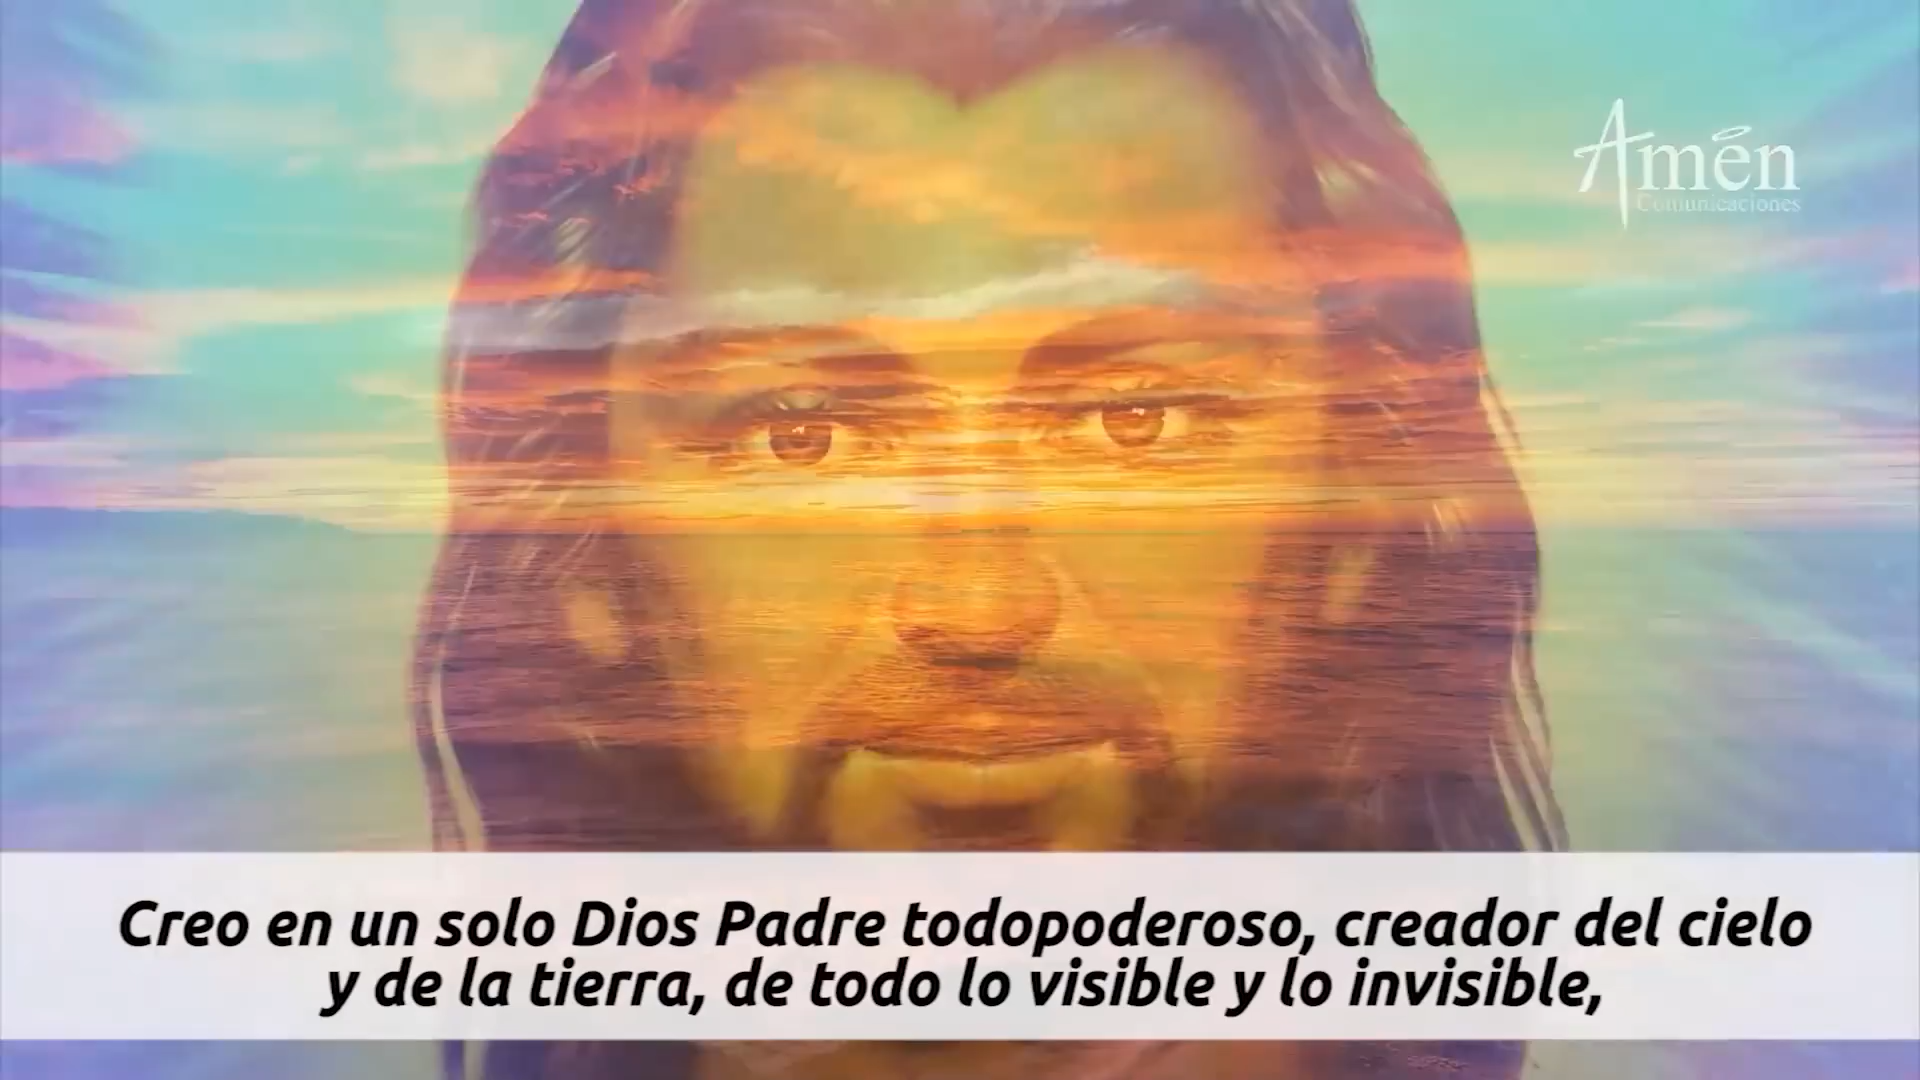 Amén
Comunicaciones
Creo en un solo Dios Padre todopoderoso, creador del cielo
y de la tierra, de todo lo visible y lo invisible,